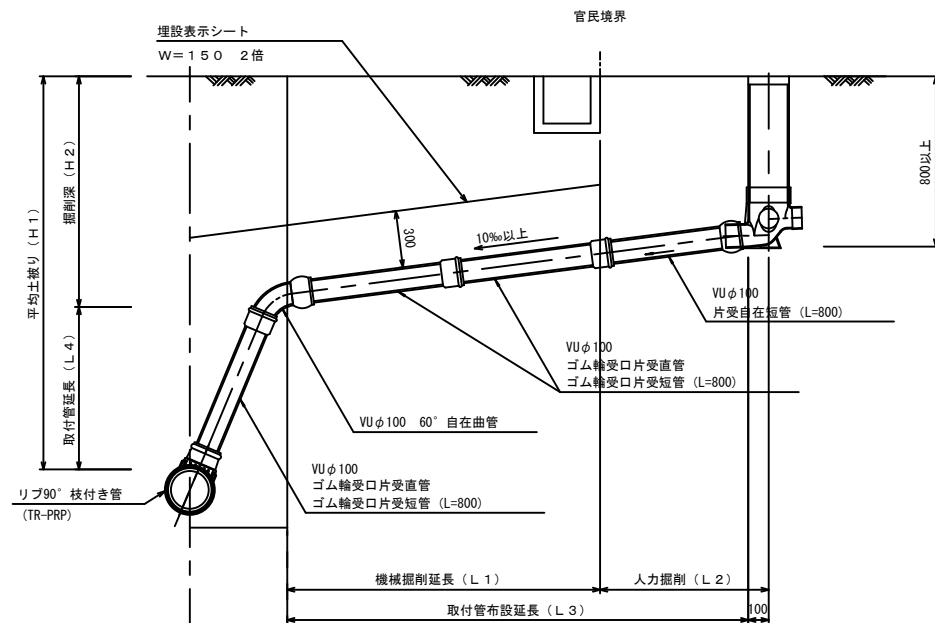 官民境界
埋設表示シート
W=150 2倍
平均土被り(H1)
掘削深(H2)
取付管延長(L4)
800以上
300
10‰以上
VUφ100
片受自在短管(L=800)
VUφ100
ゴム輪受口片受直管
ゴム輪受口片受短管(L=800)
VUφ100 60°自在曲管
VUφ100
ゴム輪受口片受直管
ゴム輪受口片受短管(L=800)
リブ90°枝付き管
(TR-PRP)
機械掘削延長(L1)
人力掘削(L2)
取付管布設延長(L3)
100